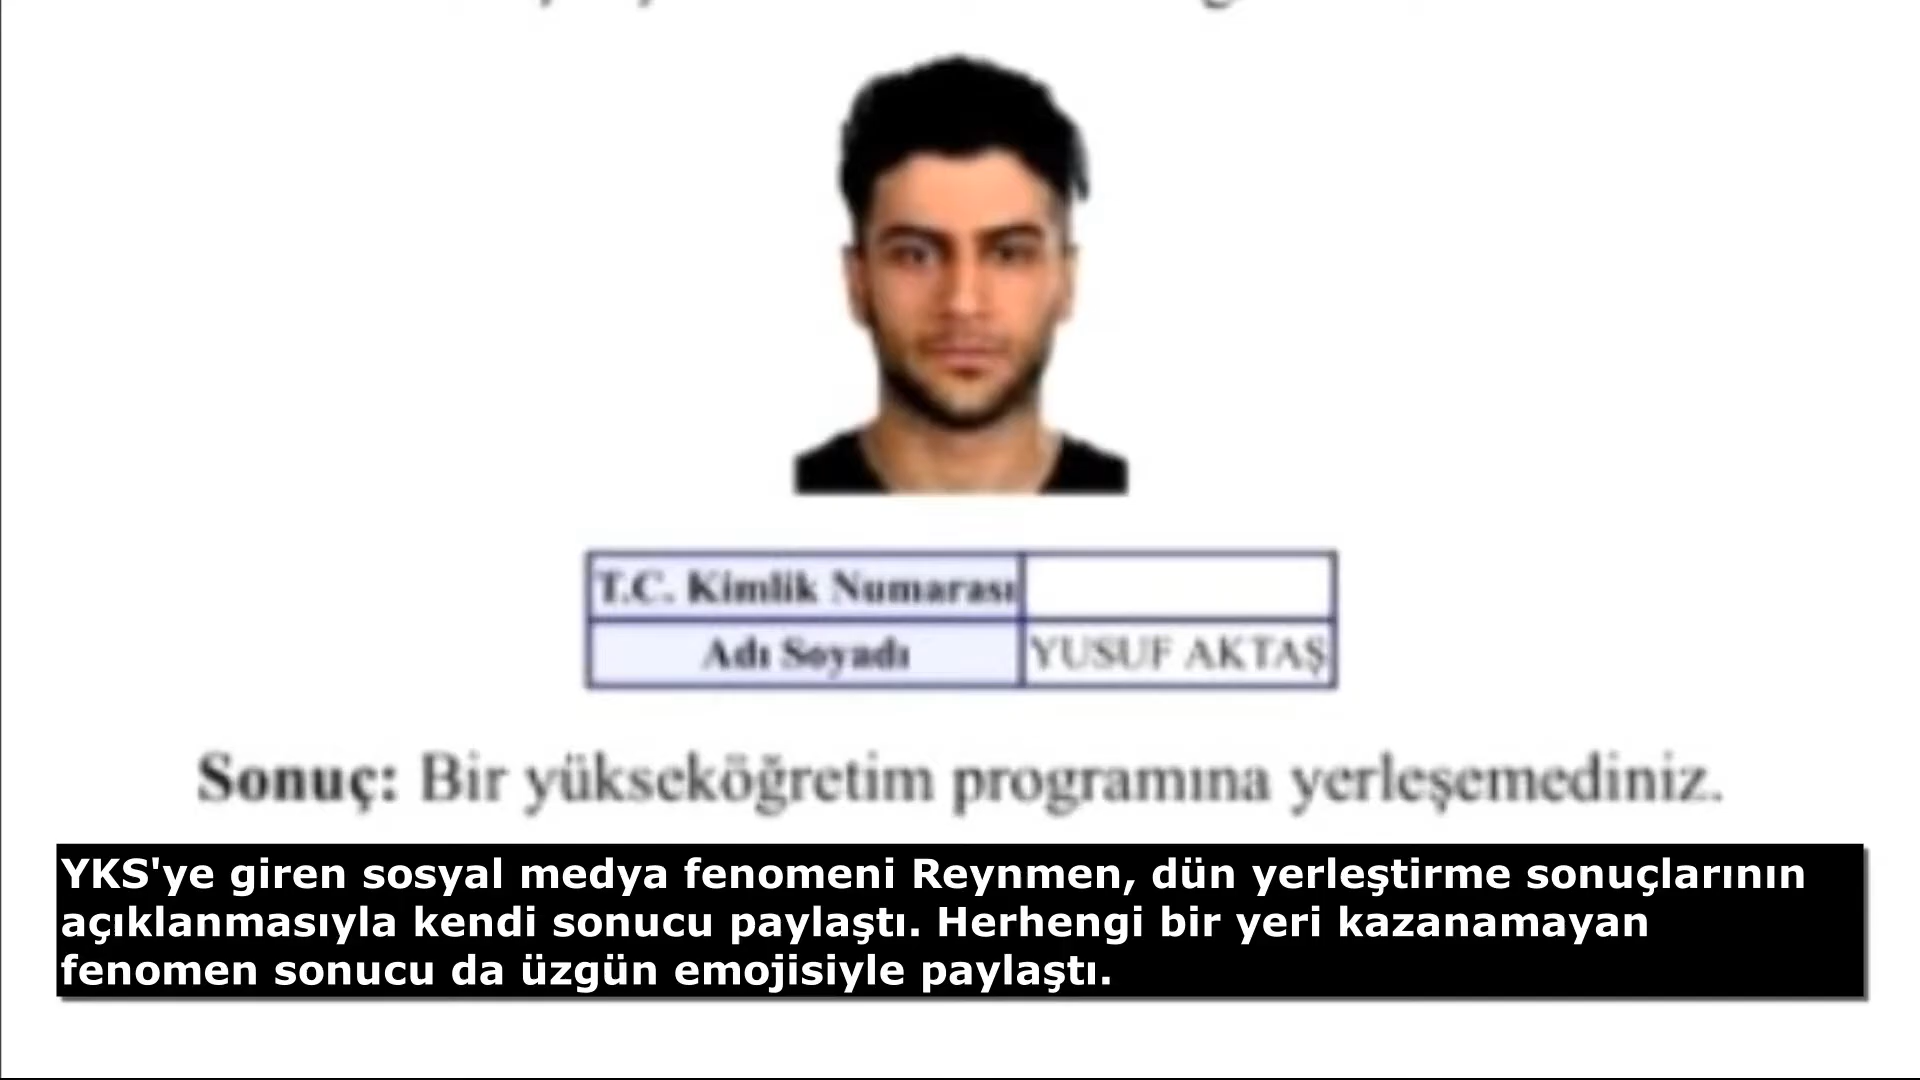 T.C. Kimlik Numarası
Adı Soyadı YUSUF AKTAŞ
Sonuç: Bir yükseköğretim programına yerleşemediniz.
YKS'ye giren sosyal medya fenomeni Reynmen, dün yerleştirme sonuçlarının
açıklanmasıyla kendi sonucu paylaştı. Herhengi bir yeri kazanamayan
fenomen sonucu da üzgün emojisiyle paylaştı.